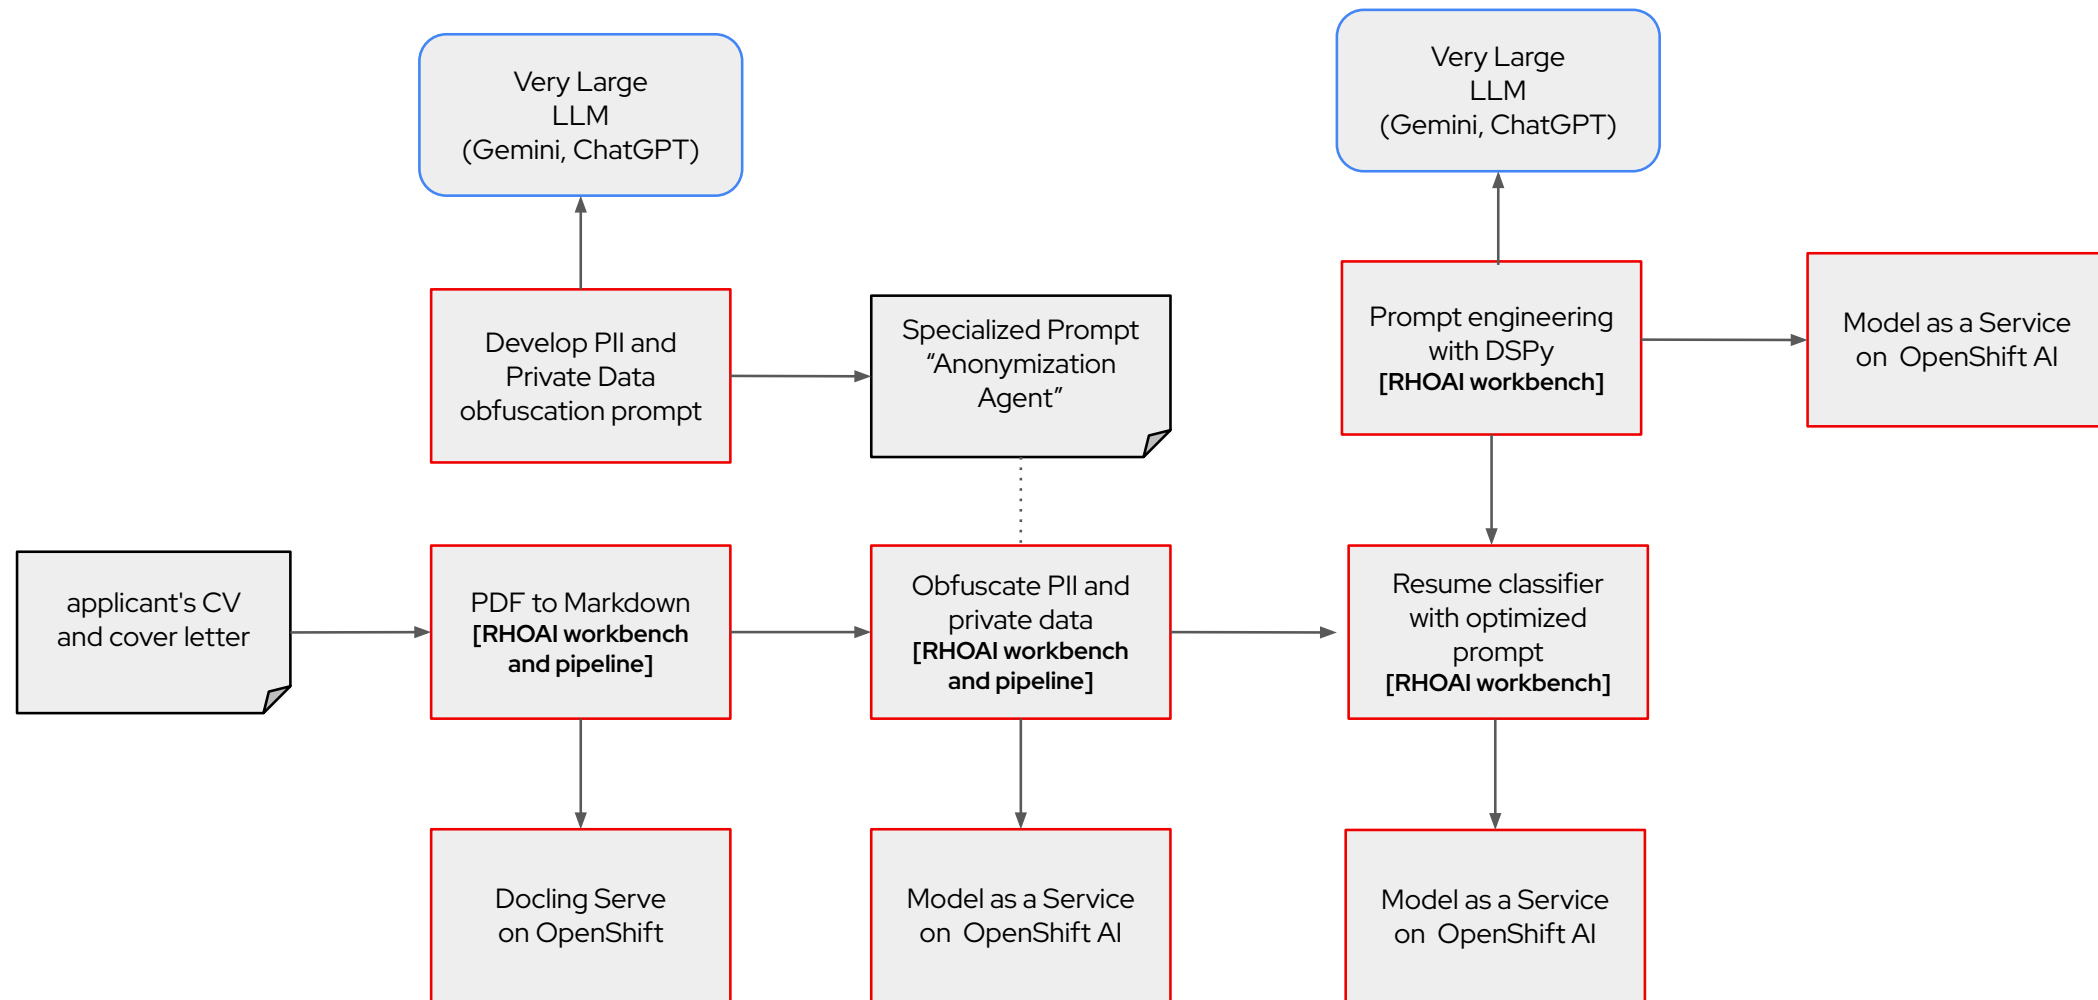 Very Large
LLM
(Gemini, ChatGPT)
Very Large
LLM
(Gemini, ChatGPT)
Develop PII and
Private Data
obfuscation prompt
Specialized Prompt
“Anonymization
Agent”
Prompt engineering
with DSPy
[RHOAI workbench]
Model as a Service
on OpenShift AI
applicant's CV
and cover letter
PDF to Markdown
[RHOAI workbench
and pipeline]
Obfuscate PII and
private data
[RHOAI workbench
and pipeline]
Resume classifier
with optimized
prompt
[RHOAI workbench]
Docling Serve
on OpenShift
Model as a Service
on OpenShift AI
Model as a Service
on OpenShift AI